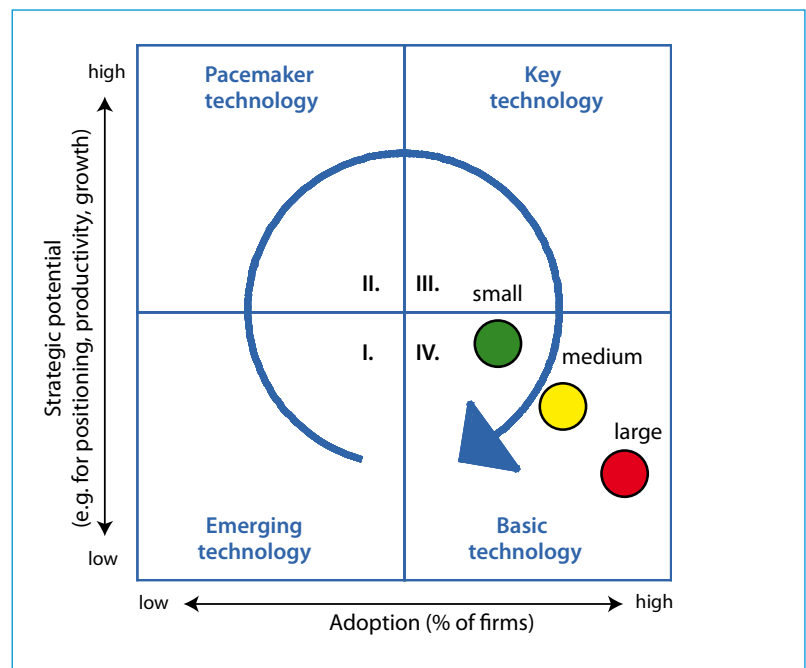 high
Pacemaker
technology
Key
technology
Strategic potential
(e.g. for positioning, productivity, growth)
II.
III.
small
I.
IV.
medium
large
Emerging
technology
Basic
technology
low
low
high
Adoption (% of firms)